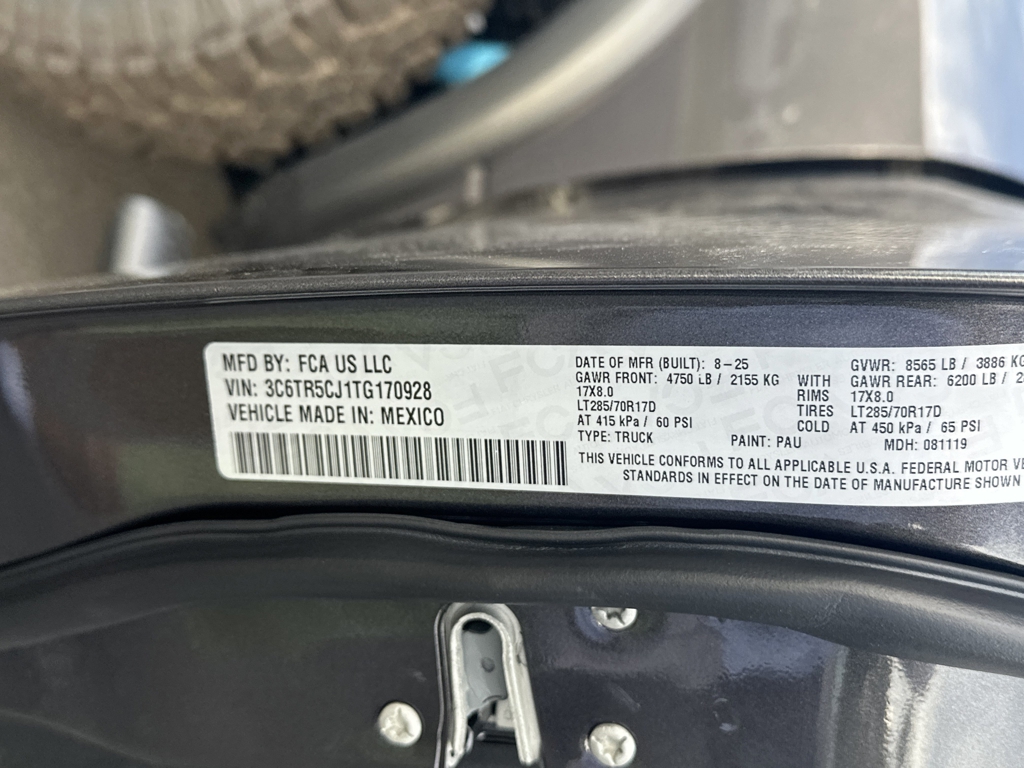 MFD BY: FCA US LLC
VIN: 3C6TR5CJ1TG170928
VEHICLE MADE IN: MEXICO
DATE OF MFR (BUILT): 8-25
GVWR: 8565 LB / 3886 KG
GAWR FRONT: 4750 LB / 2155 KG
WITH
GAWR REAR: 6200 LB /
17X8.0
RIMS
17X8.0
LT285/70R17D
TIRES
LT285/70R17D
AT 415 kPa / 60 PSI
COLD
AT 450 kPa / 65 PSI
TYPE: TRUCK
PAINT: PAU
MDH: 081119
THIS VEHICLE CONFORMS TO ALL APPLICABLE U.S.A. FEDERAL MOTOR
STANDARDS IN EFFECT ON THE DATE OF MANUFACTURE SHOWN